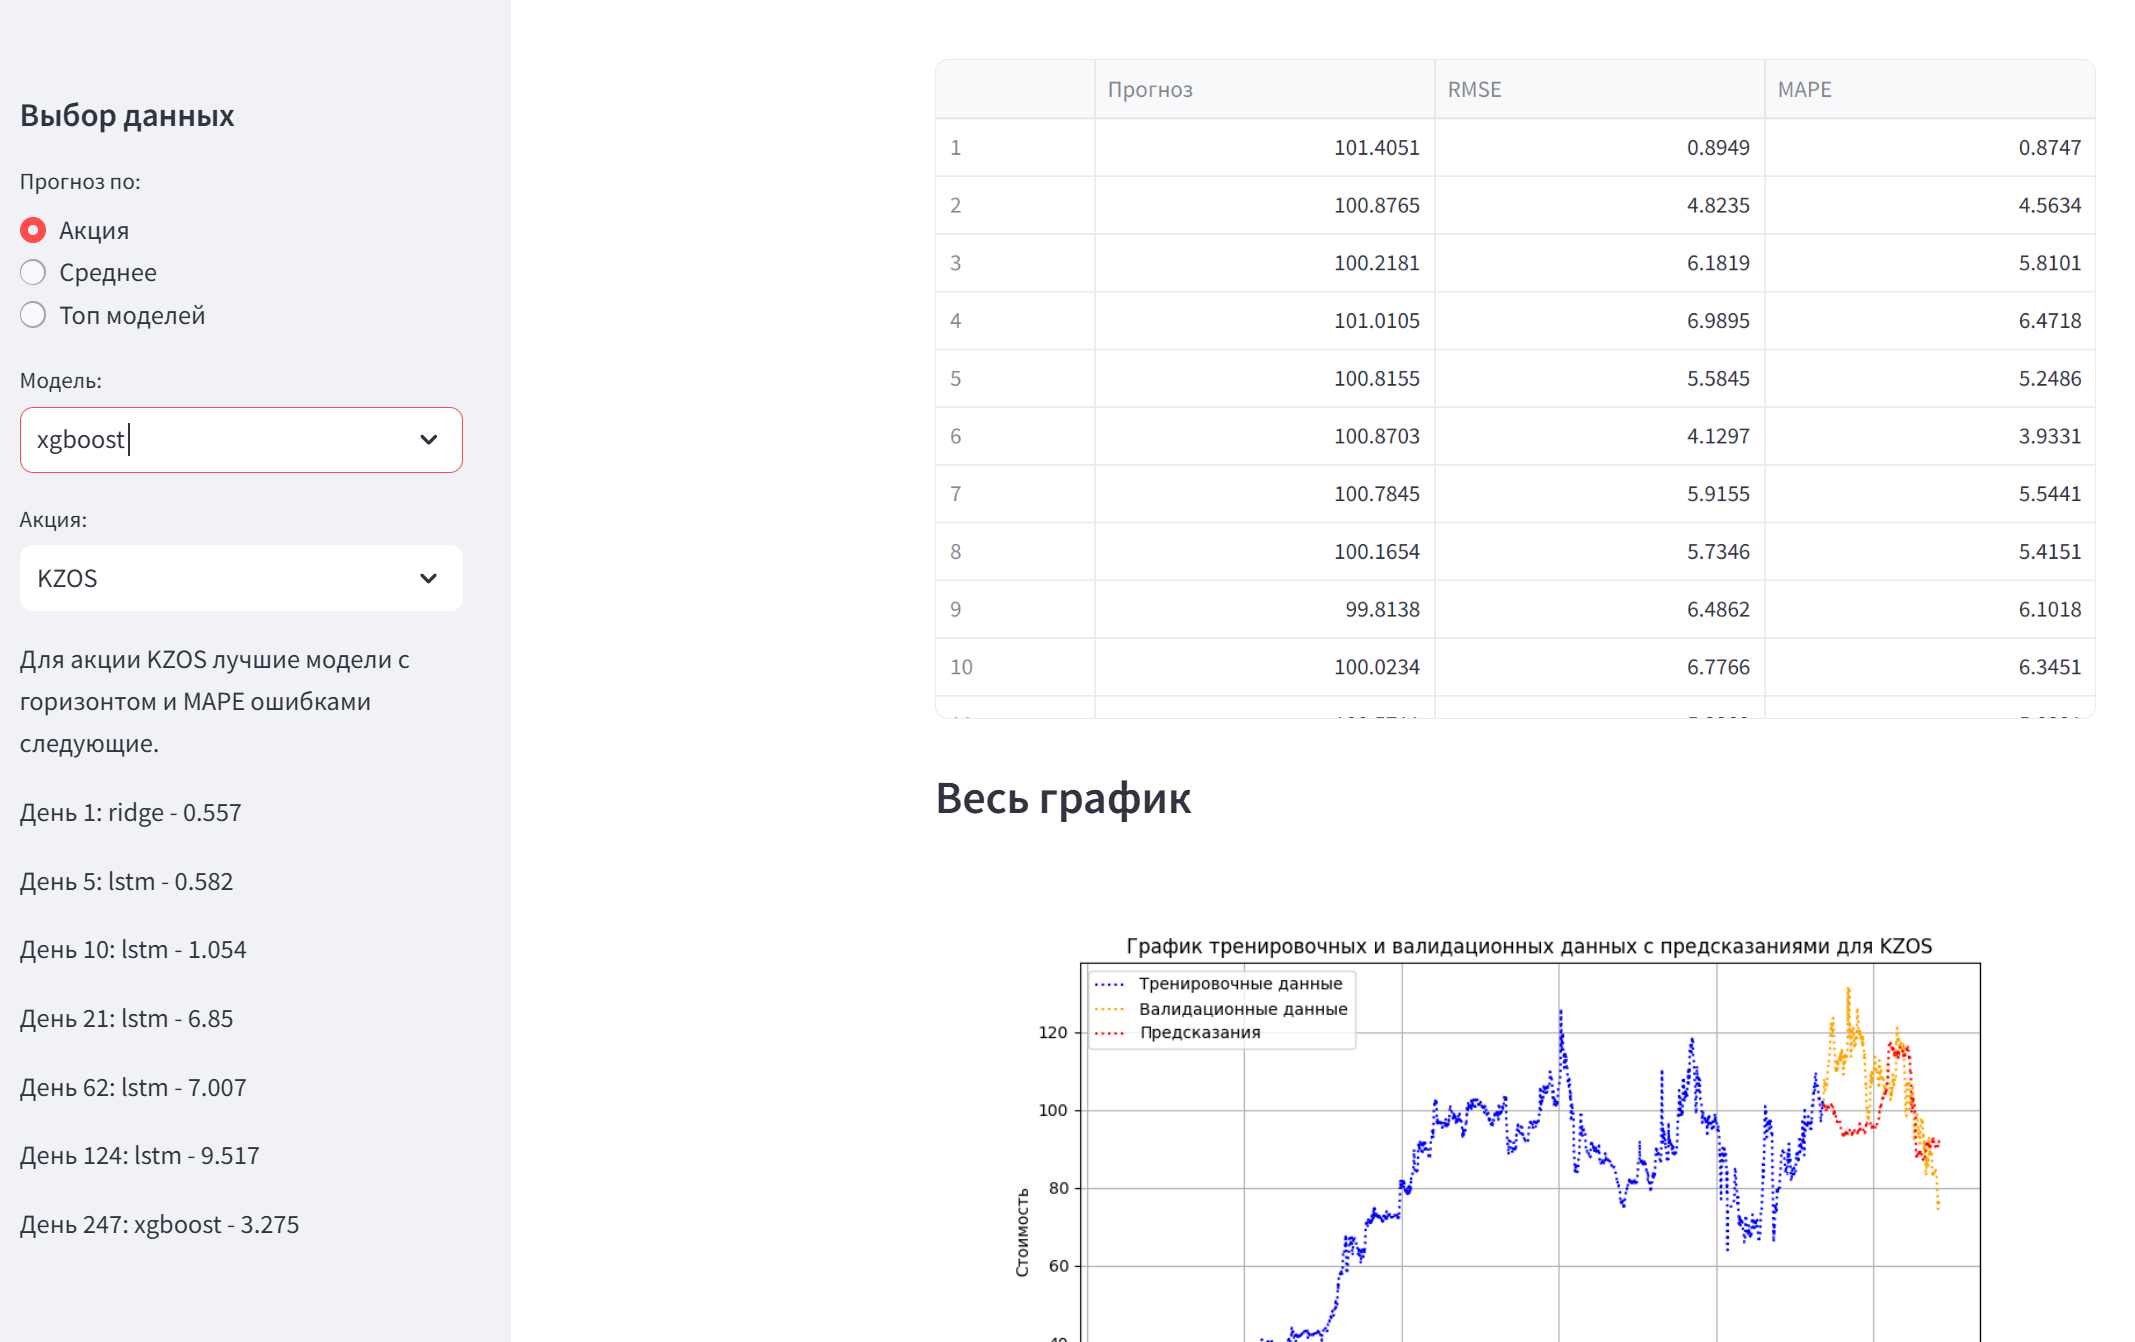 Выбор данных
Прогноз по:
Акция
Среднее
Топ моделей
Модель:
xgboost
Акция:
KZOS
Для акции KZOS лучшие модели с
горизонтом и MAPE ошибками
следующие.
День 1: ridge - 0.557
День 5: lstm - 0.582
День 10: lstm - 1.054
День 21: lstm - 6.85
День 62: lstm - 7.007
День 124: lstm - 9.517
День 247: xgboost - 3.275
Прогноз RMSE MAPE
1 101.4051 0.8949 0.8747
2 100.8765 4.8235 4.5634
3 100.2181 6.1819 5.8101
4 101.0105 6.9895 6.4718
5 100.8155 5.5845 5.2486
6 100.8703 4.1297 3.9331
7 100.7845 5.9155 5.5441
8 100.1654 5.7346 5.4151
9 99.8138 6.4862 6.1018
10 100.0234 6.7766 6.3451
Весь график
График тренировочных и валидационных данных с предсказаниями для KZOS
Тренировочные данные
Валидационные данные
Предсказания
120
100
80
60
Стоимость